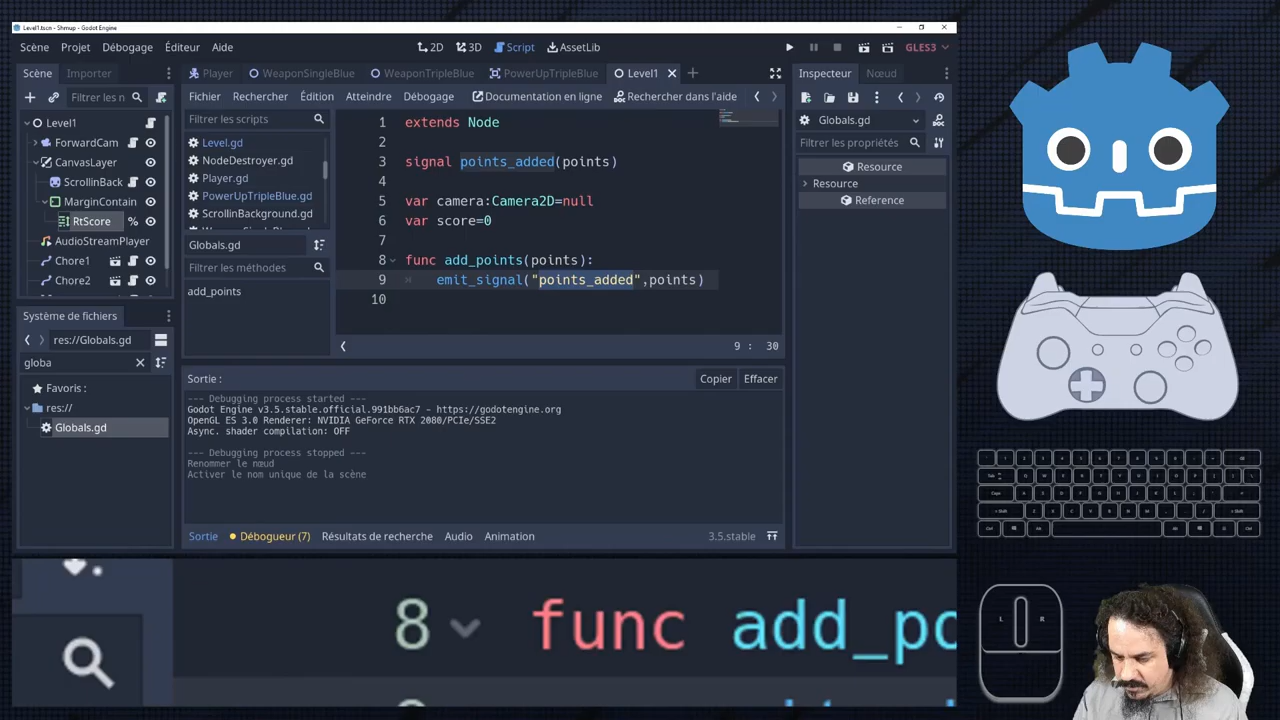 Level1.tscn - Shmup - Godot Engine
Scène Projet Débogage Éditeur Aide
2D 3D Script AssetLib
GLES3
Scène Importer
Filtrer les n
Level1
ForwardCam
CanvasLayer
ScrollinBack
MarginContain
RtScore %
AudioStreamPlayer
Chore1
Chore2
Système de fichiers
res://Globals.gd
globa
Favoris :
res://
Globals.gd
Player WeaponSingleBlue WeaponTripleBlue PowerUpTripleBlue Level1
Fichier Rechercher Édition Atteindre Débogage Documentation en ligne Rechercher dans l'aide
Filtrer les scripts
Level.gd
NodeDestroyer.gd
Player.gd
PowerUpTripleBlue.gd
ScrollinBackground.gd
Globals.gd
Filtrer les méthodes
add_points
1 extends Node
2
3 signal points_added(points)
4
5 var camera:Camera2D=null
6 var score=0
7
8 func add_points(points):
9 emit_signal("points_added",points)
10
9 : 30
Sortie : Copier Effacer
--- Debugging process started ---
Godot Engine v3.5.stable.official.991bb6ac7 - https://godotengine.org
OpenGL ES 3.0 Renderer: NVIDIA GeForce RTX 2080/PCIe/SSE2
Async. shader compilation: OFF
--- Debugging process stopped ---
Renommer le nœud
Activer le nom unique de la scène
Sortie Débogueur (7) Résultats de recherche Audio Animation 3.5.stable
Inspecteur Nœud
Globals.gd
Filtrer les propriétés
Resource
Resource
Reference
8 func add_po
L R